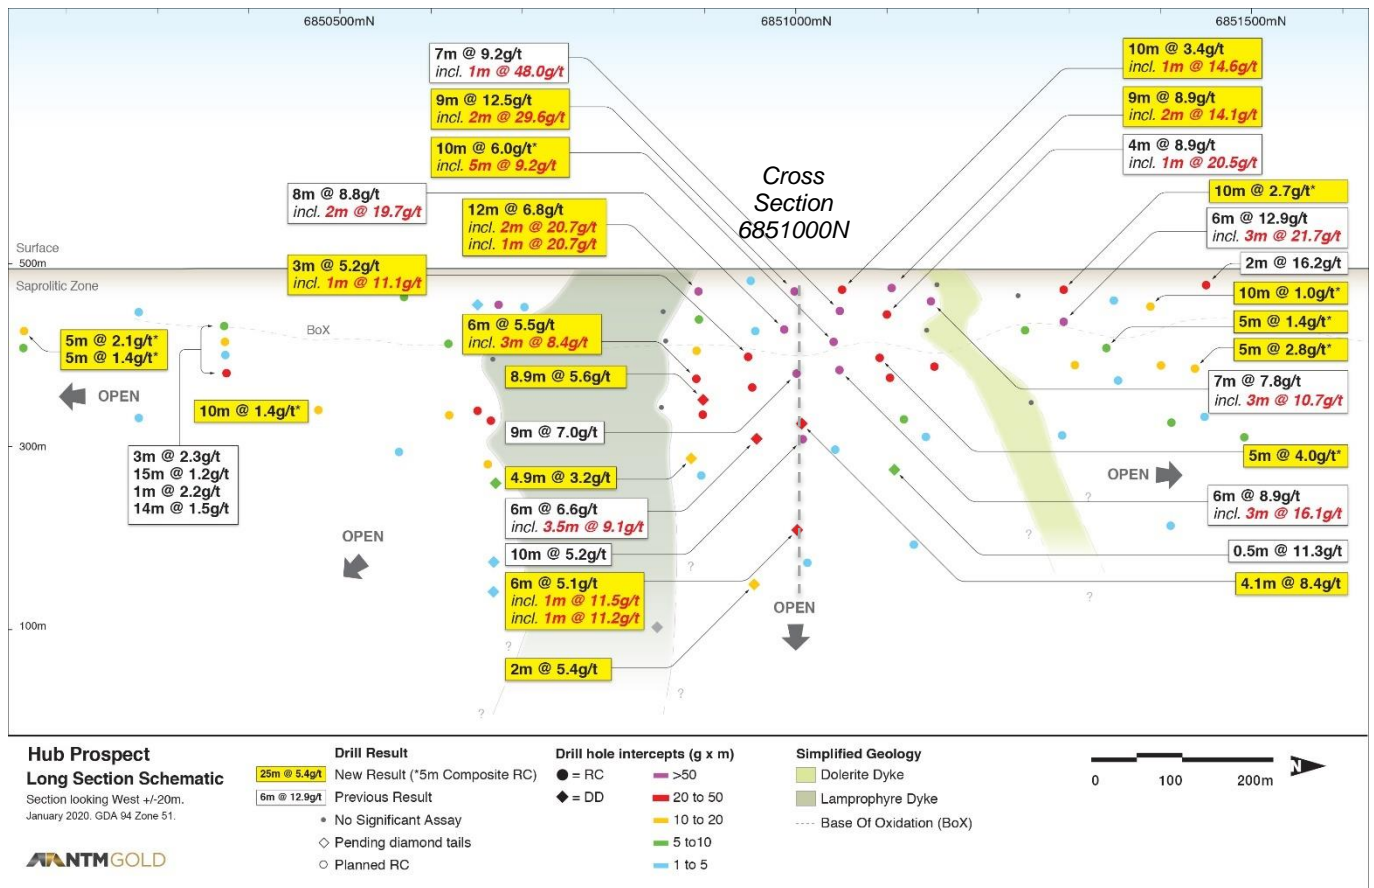 6850500mN
6851000mN
6851500mN
7m @ 9.2g/t
incl. 1m @ 48.0g/t
9m @ 12.5g/t
incl. 2m @ 29.6g/t
10m @ 6.0g/t*
incl. 5m @ 9.2g/t
8m @ 8.8g/t
incl. 2m @ 19.7g/t
12m @ 6.8g/t
incl. 2m @ 20.7g/t
incl. 1m @ 20.7g/t
Cross
Section
6851000N
10m @ 3.4g/t
incl. 1m @ 14.6g/t
9m @ 8.9g/t
incl. 2m @ 14.1g/t
4m @ 8.9g/t
incl. 1m @ 20.5g/t
10m @ 2.7g/t*
6m @ 12.9g/t
incl. 3m @ 21.7g/t
2m @ 16.2g/t
10m @ 1.0g/t*
5m @ 1.4g/t*
5m @ 2.8g/t*
7m @ 7.8g/t
incl. 3m @ 10.7g/t
5m @ 4.0g/t*
6m @ 8.9g/t
incl. 3m @ 16.1g/t
0.5m @ 11.3g/t
4.1m @ 8.4g/t
Surface
500m
Saprolitic Zone
3m @ 5.2g/t
incl. 1m @ 11.1g/t
BoX
5m @ 2.1g/t*
5m @ 1.4g/t*
OPEN
10m @ 1.4g/t*
300m
3m @ 2.3g/t
15m @ 1.2g/t
1m @ 2.2g/t
14m @ 1.5g/t
OPEN
100m
6m @ 5.5g/t
incl. 3m @ 8.4g/t
8.9m @ 5.6g/t
9m @ 7.0g/t
4.9m @ 3.2g/t
6m @ 6.6g/t
incl. 3.5m @ 9.1g/t
10m @ 5.2g/t
6m @ 5.1g/t
incl. 1m @ 11.5g/t
incl. 1m @ 11.2g/t
2m @ 5.4g/t
OPEN
OPEN
?
?
?
?
?
?
?
?
Hub Prospect
Long Section Schematic
Section looking West +/-20m.
January 2020. GDA 94 Zone 51.
NTMGOLD
Drill Result
25m @ 5.4g/t New Result (*5m Composite RC)
6m @ 12.9g/t Previous Result
No Significant Assay
Pending diamond tails
Planned RC
Drill hole intercepts (g x m)
= RC
= DD
>50
20 to 50
10 to 20
5 to10
1 to 5
Simplified Geology
Dolerite Dyke
Lamprophyre Dyke
Base Of Oxidation (BoX)
0 100 200m
N